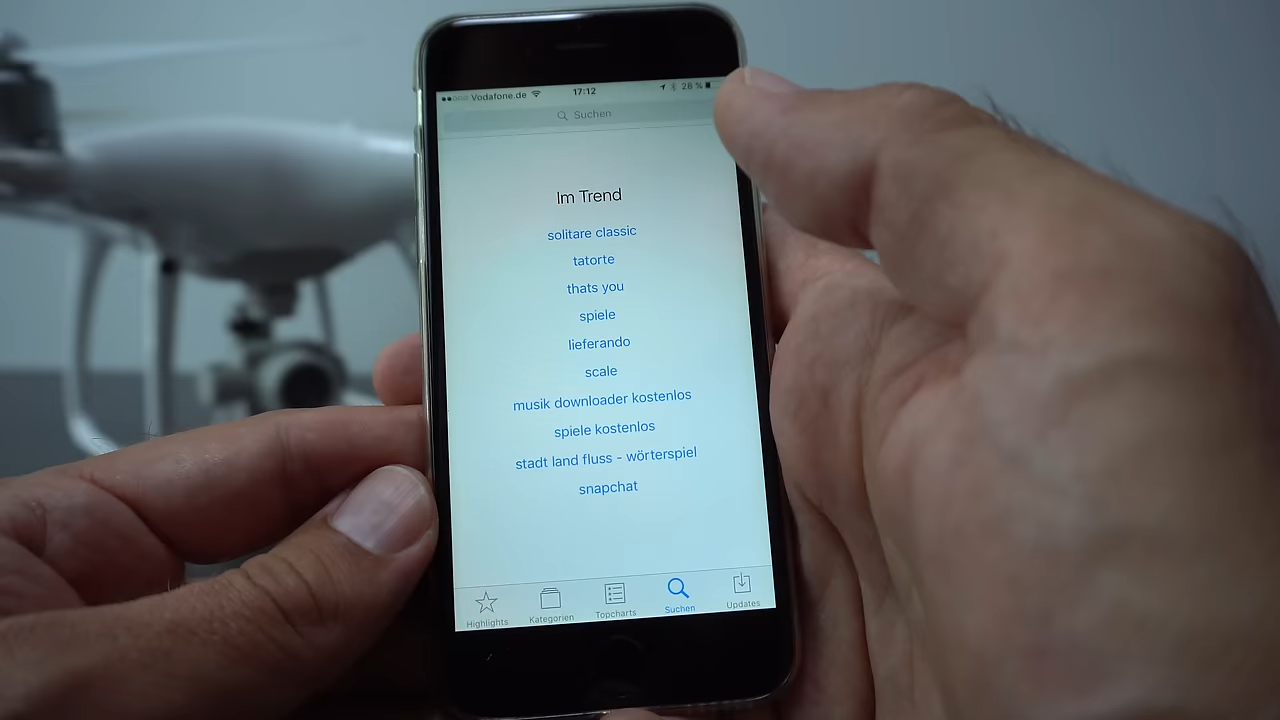 Vodafone.de 17:12 28 %
Suchen
Im Trend
solitare classic
tatorte
thats you
spiele
lieferando
scale
musik downloader kostenlos
spiele kostenlos
stadt land fluss - wörterspiel
snapchat
Highlights Kategorien Topcharts Suchen Updates